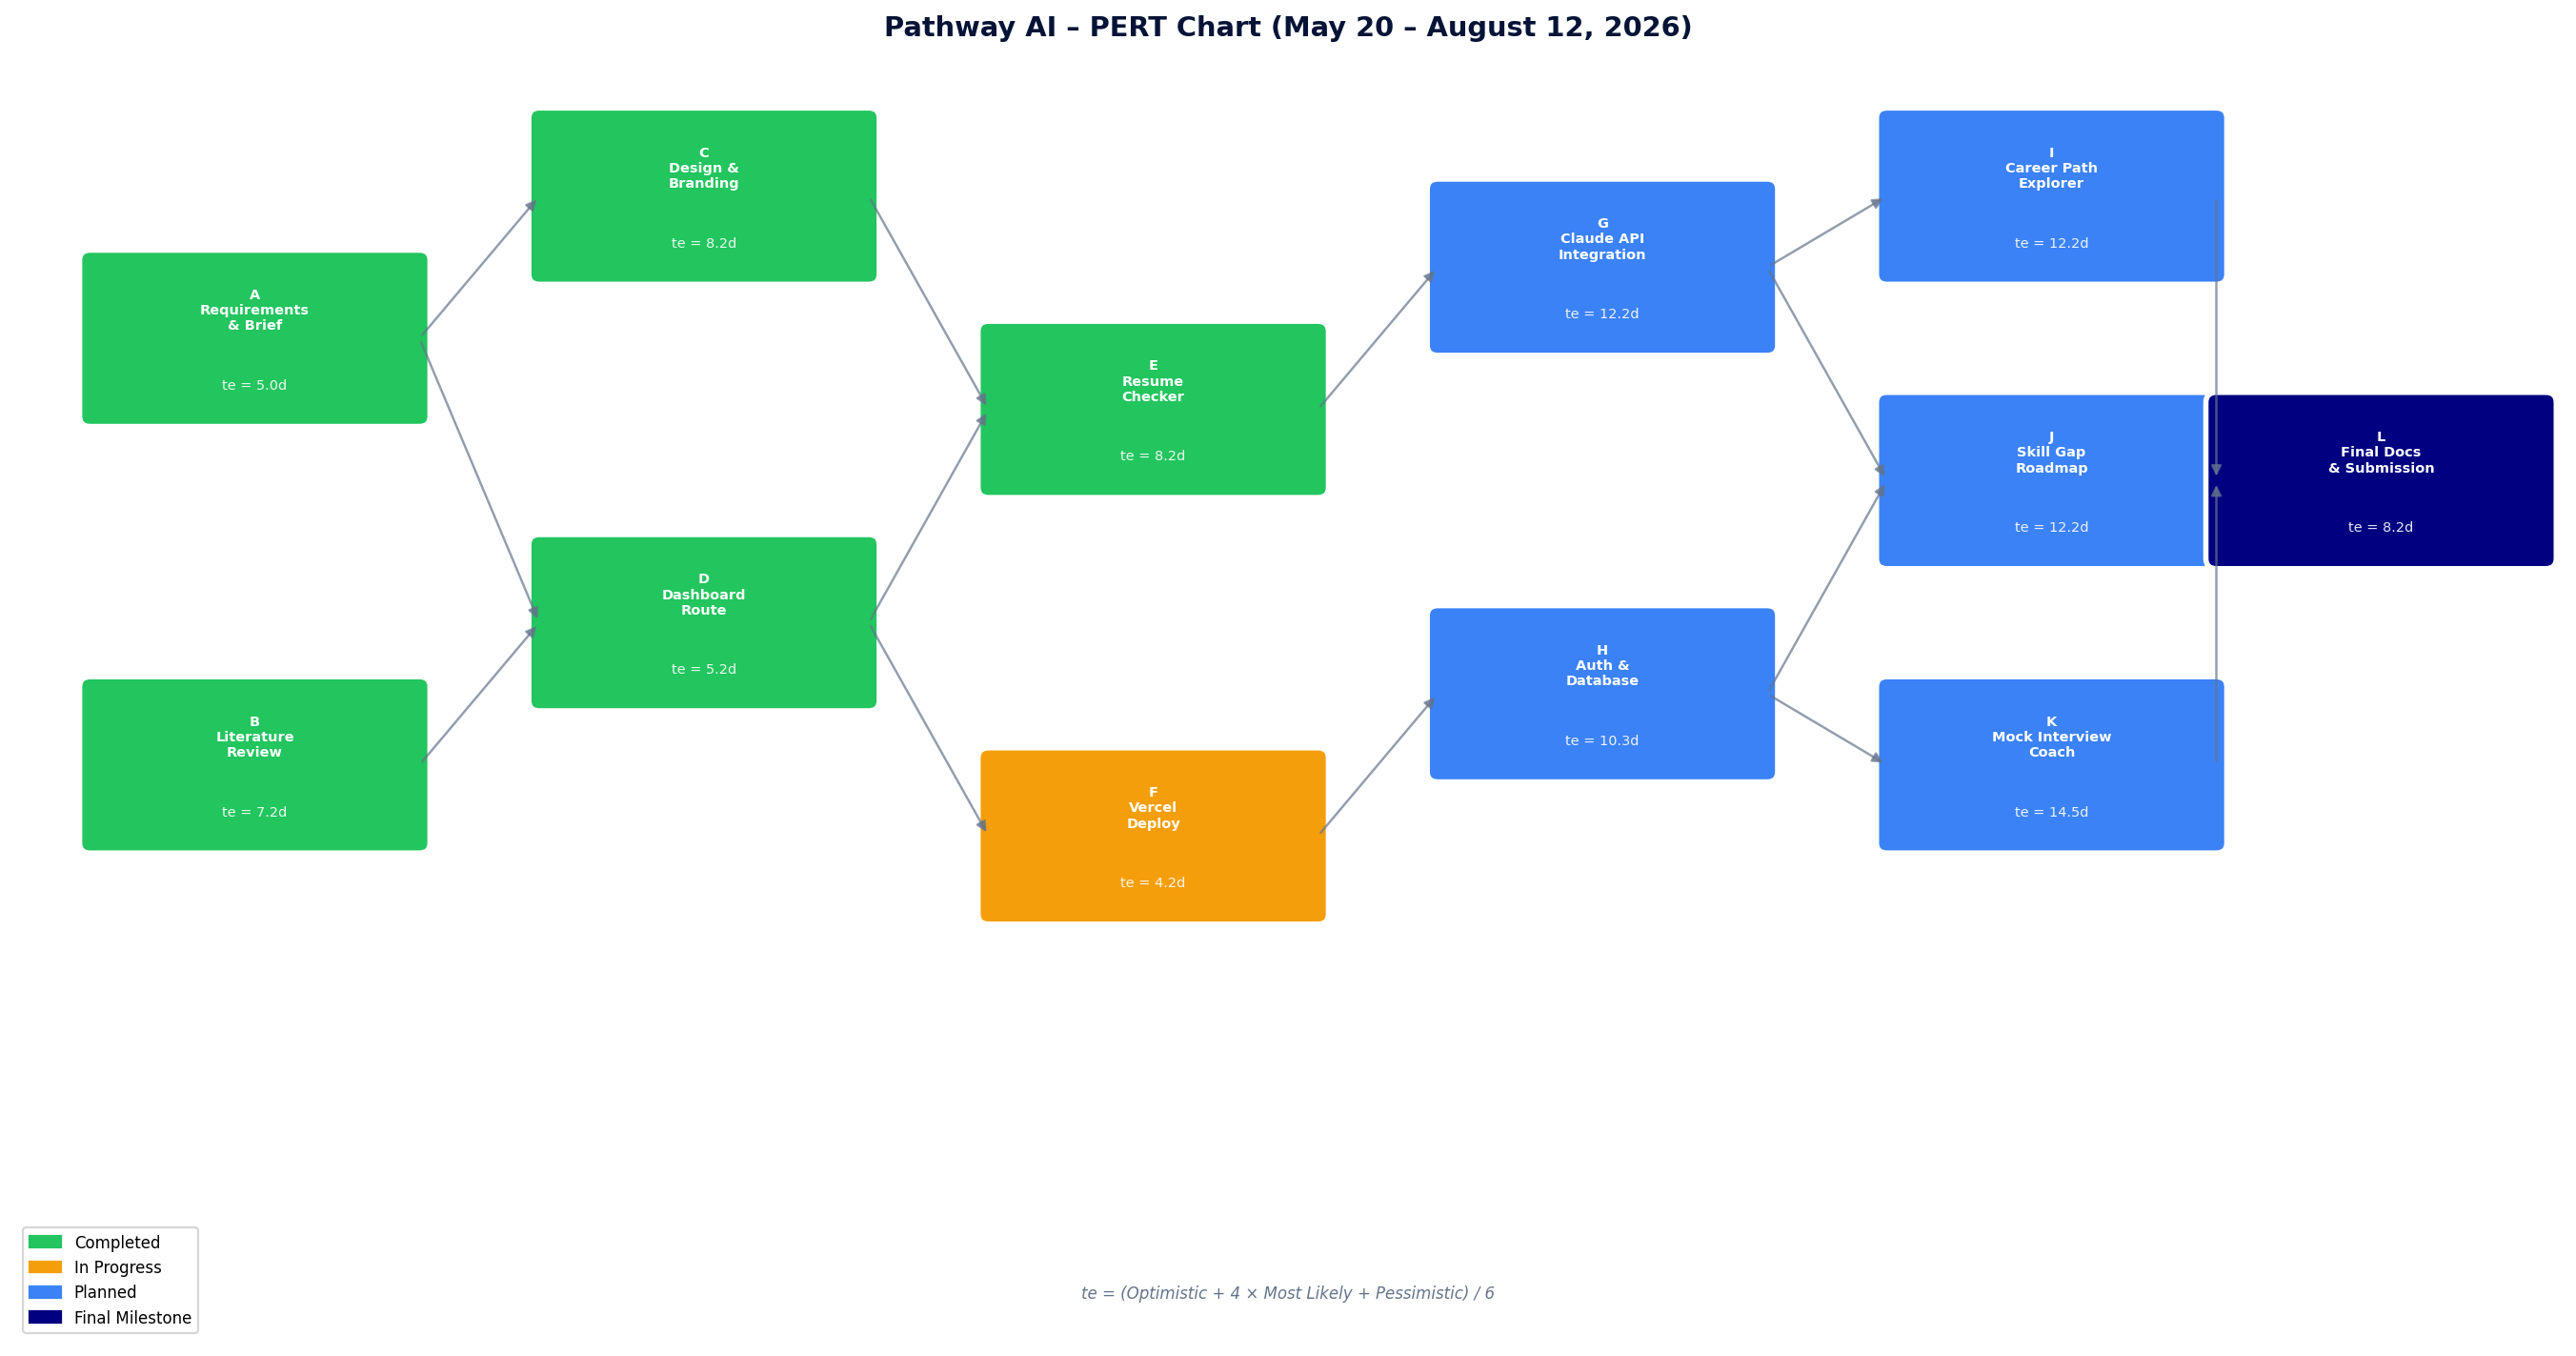 Pathway AI – PERT Chart (May 20 – August 12, 2026)
A
Requirements
& Brief
te = 5.0d
B
Literature
Review
te = 7.2d
C
Design &
Branding
te = 8.2d
D
Dashboard
Route
te = 5.2d
E
Resume
Checker
te = 8.2d
F
Vercel
Deploy
te = 4.2d
G
Claude API
Integration
te = 12.2d
H
Auth &
Database
te = 10.3d
I
Career Path
Explorer
te = 12.2d
J
Skill Gap
Roadmap
te = 12.2d
K
Mock Interview
Coach
te = 14.5d
L
Final Docs
& Submission
te = 8.2d
Completed
In Progress
Planned
Final Milestone
te = (Optimistic + 4 × Most Likely + Pessimistic) / 6